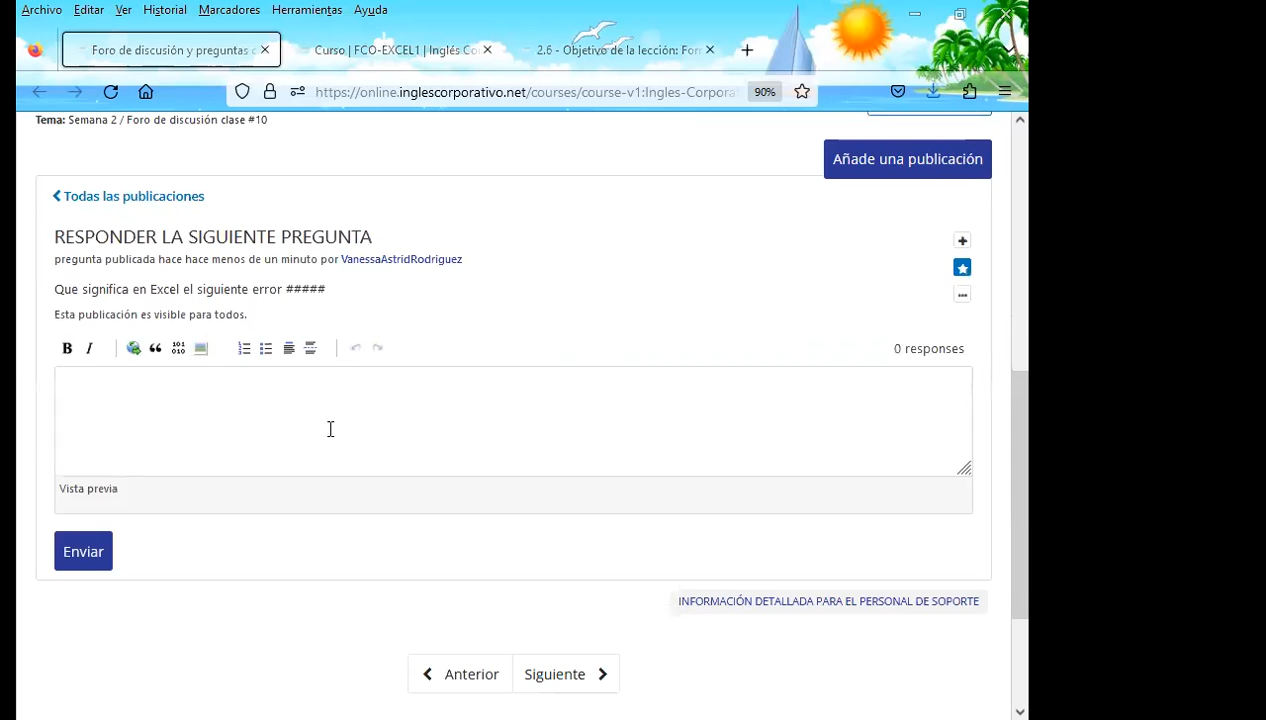 Archivo Editar Ver Historial Marcadores Herramientas Ayuda
Foro de discusión y preguntas c
Curso | FCO-EXCEL1 | Inglés Co
2.6 - Objetivo de la lección: For
https://online.inglescorporativo.net/courses/course-v1:Ingles-Corpora
90%
Tema: Semana 2 / Foro de discusión clase #10
Añade una publicación
Todas las publicaciones
RESPONDER LA SIGUIENTE PREGUNTA
pregunta publicada hace hace menos de un minuto por VanessaAstridRodriguez
Que significa en Excel el siguiente error #####
Esta publicación es visible para todos.
B I 101 010
0 responses
Vista previa
Enviar
INFORMACIÓN DETALLADA PARA EL PERSONAL DE SOPORTE
Anterior Siguiente